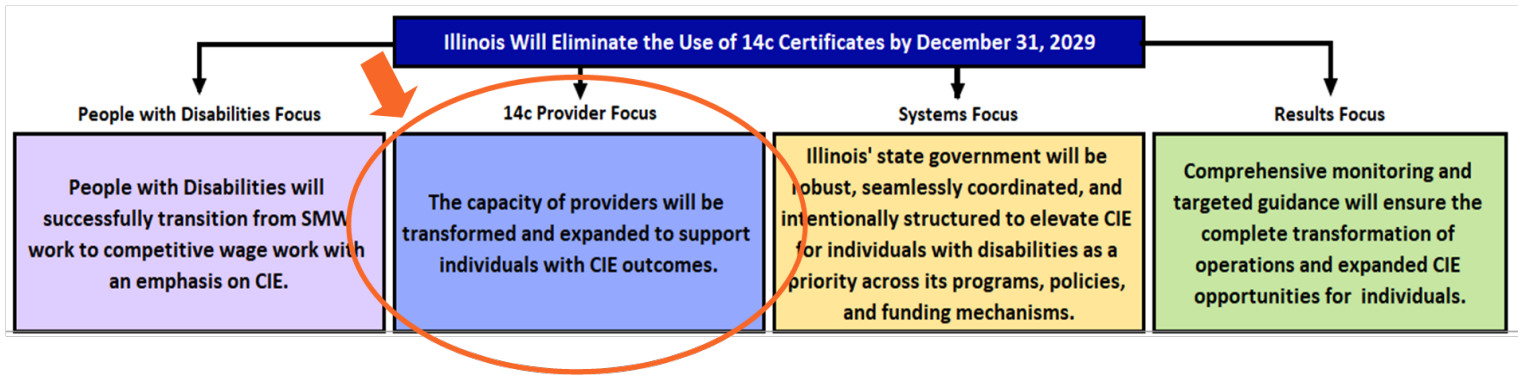 Illinois Will Eliminate the Use of 14c Certificates by December 31, 2029
People with Disabilities Focus
People with Disabilities will
successfully transition from SMW
work to competitive wage work with
an emphasis on CIE.
14c Provider Focus
The capacity of providers will be
transformed and expanded to support
individuals with CIE outcomes.
Systems Focus
Illinois' state government will be
robust, seamlessly coordinated, and
intentionally structured to elevate CIE
for individuals with disabilities as a
priority across its programs, policies,
and funding mechanisms.
Results Focus
Comprehensive monitoring and
targeted guidance will ensure the
complete transformation of
operations and expanded CIE
opportunities for individuals.